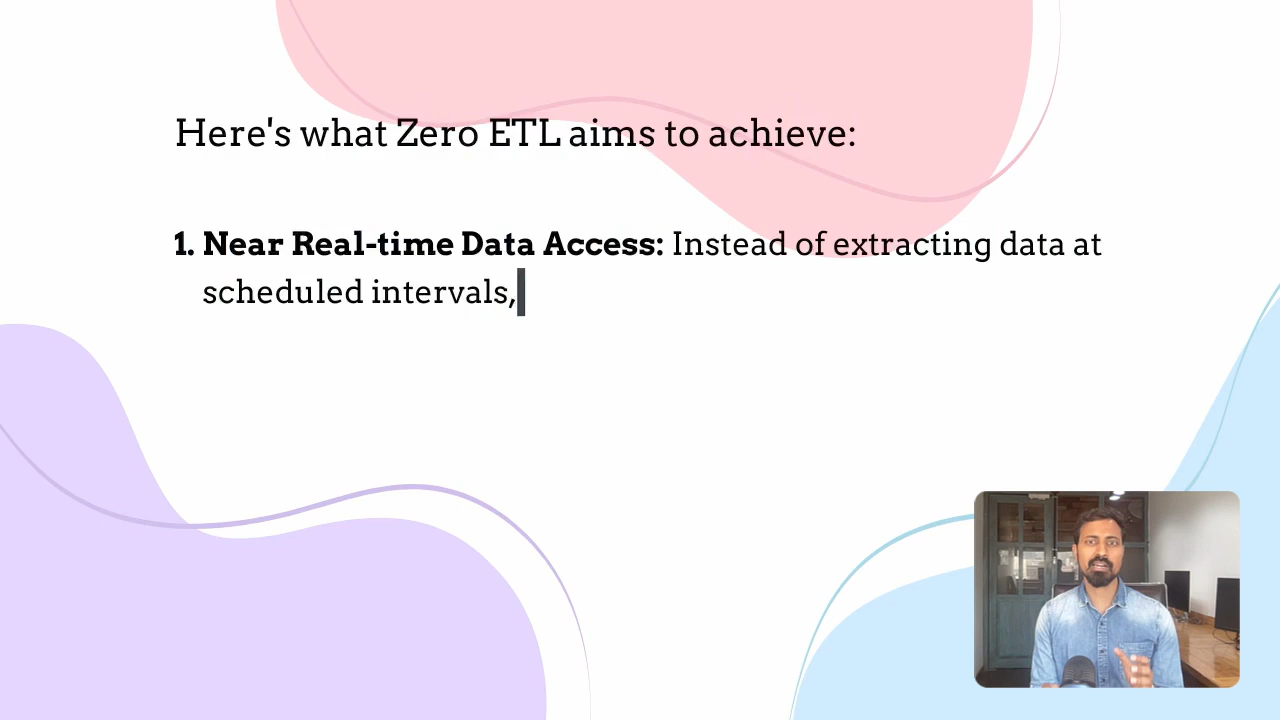 Here's what Zero ETL aims to achieve:
1. Near Real-time Data Access: Instead of extracting data at
scheduled intervals,